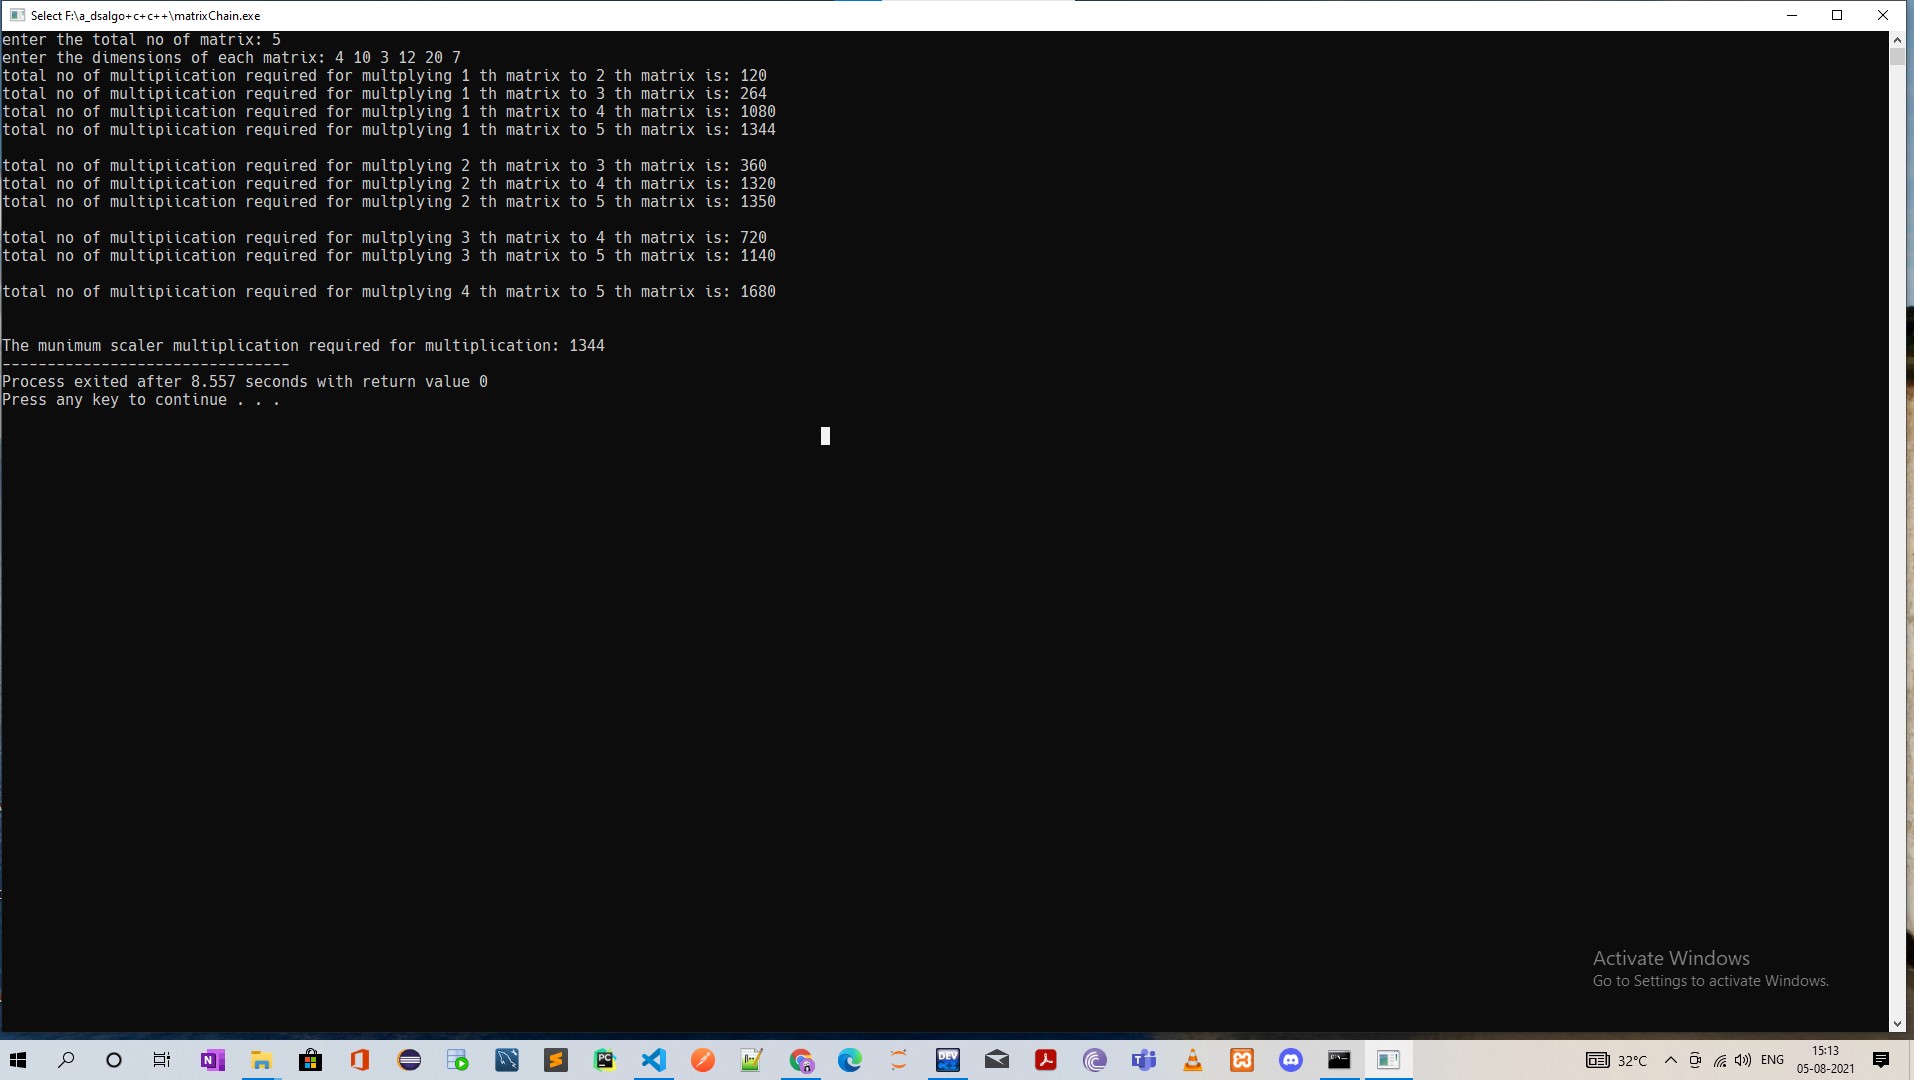 Select F:\a_dsalgo+c+c++\matrixChain.exe
enter the total no of matrix: 5
enter the dimensions of each matrix: 4 10 3 12 20 7
total no of multipiication required for multplying 1 th matrix to 2 th matrix is: 120
total no of multipiication required for multplying 1 th matrix to 3 th matrix is: 264
total no of multipiication required for multplying 1 th matrix to 4 th matrix is: 1080
total no of multipiication required for multplying 1 th matrix to 5 th matrix is: 1344
total no of multipiication required for multplying 2 th matrix to 3 th matrix is: 360
total no of multipiication required for multplying 2 th matrix to 4 th matrix is: 1320
total no of multipiication required for multplying 2 th matrix to 5 th matrix is: 1350
total no of multipiication required for multplying 3 th matrix to 4 th matrix is: 720
total no of multipiication required for multplying 3 th matrix to 5 th matrix is: 1140
total no of multipiication required for multplying 4 th matrix to 5 th matrix is: 1680
The munimum scaler multiplication required for multiplication: 1344
--------------------------------
Process exited after 8.557 seconds with return value 0
Press any key to continue . . .
Activate Windows
Go to Settings to activate Windows.
N
PC
DEV
32°C
ENG
15:13
05-08-2021